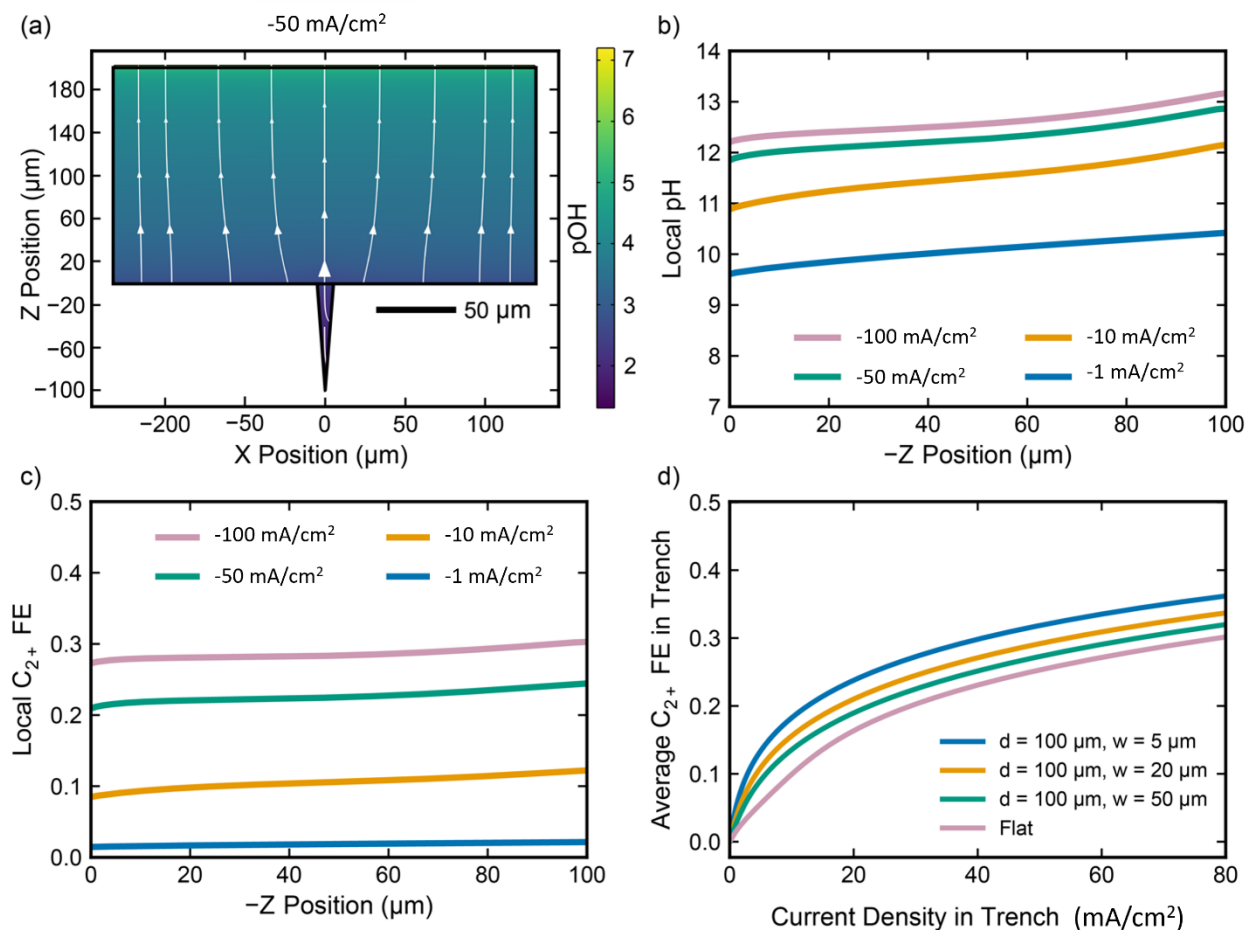 (a)
-50 mA/cm²
Z Position (µm)
180
140
100
60
20
−20
−60
−100
50 µm
−200
−50
0
50
100
X Position (µm)
7
6
5
4
3
2
pOH
b)
Local pH
14
13
12
11
10
9
8
7
-100 mA/cm²
-10 mA/cm²
-50 mA/cm²
-1 mA/cm²
0
20
40
60
80
100
−Z Position (µm)
c)
Local C₂₊ FE
0.5
0.4
0.3
0.2
0.1
0.0
-100 mA/cm²
-10 mA/cm²
-50 mA/cm²
-1 mA/cm²
0
20
40
60
80
100
−Z Position (µm)
d)
Average C₂₊ FE in Trench
0.5
0.4
0.3
0.2
0.1
0.0
d = 100 µm, w = 5 µm
d = 100 µm, w = 20 µm
d = 100 µm, w = 50 µm
Flat
0
20
40
60
80
Current Density in Trench (mA/cm²)